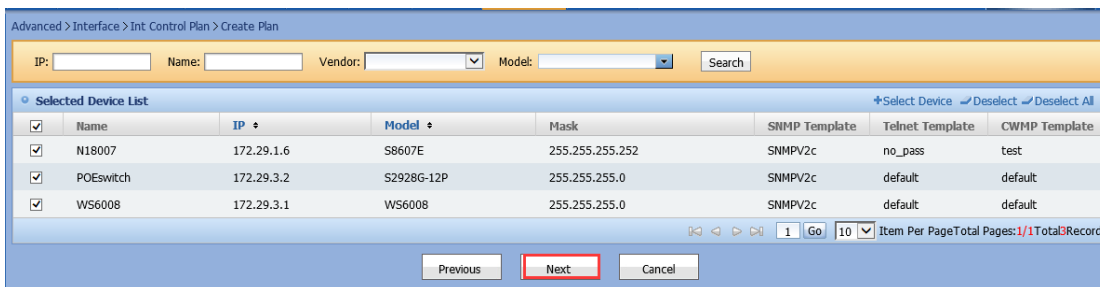 Advanced > Interface > Int Control Plan > Create Plan
IP: Name: Vendor: Model: Search
Selected Device List +Select Device Deselect Deselect All
Name IP Model Mask SNMP Template Telnet Template CWMP Template
N18007 172.29.1.6 S8607E 255.255.255.252 SNMPV2c no_pass test
POEswitch 172.29.3.2 S2928G-12P 255.255.255.0 SNMPV2c default default
WS6008 172.29.3.1 WS6008 255.255.255.0 SNMPV2c default default
1 Go 10 Item Per PageTotal Pages:1/1Total3Record
Previous Next Cancel